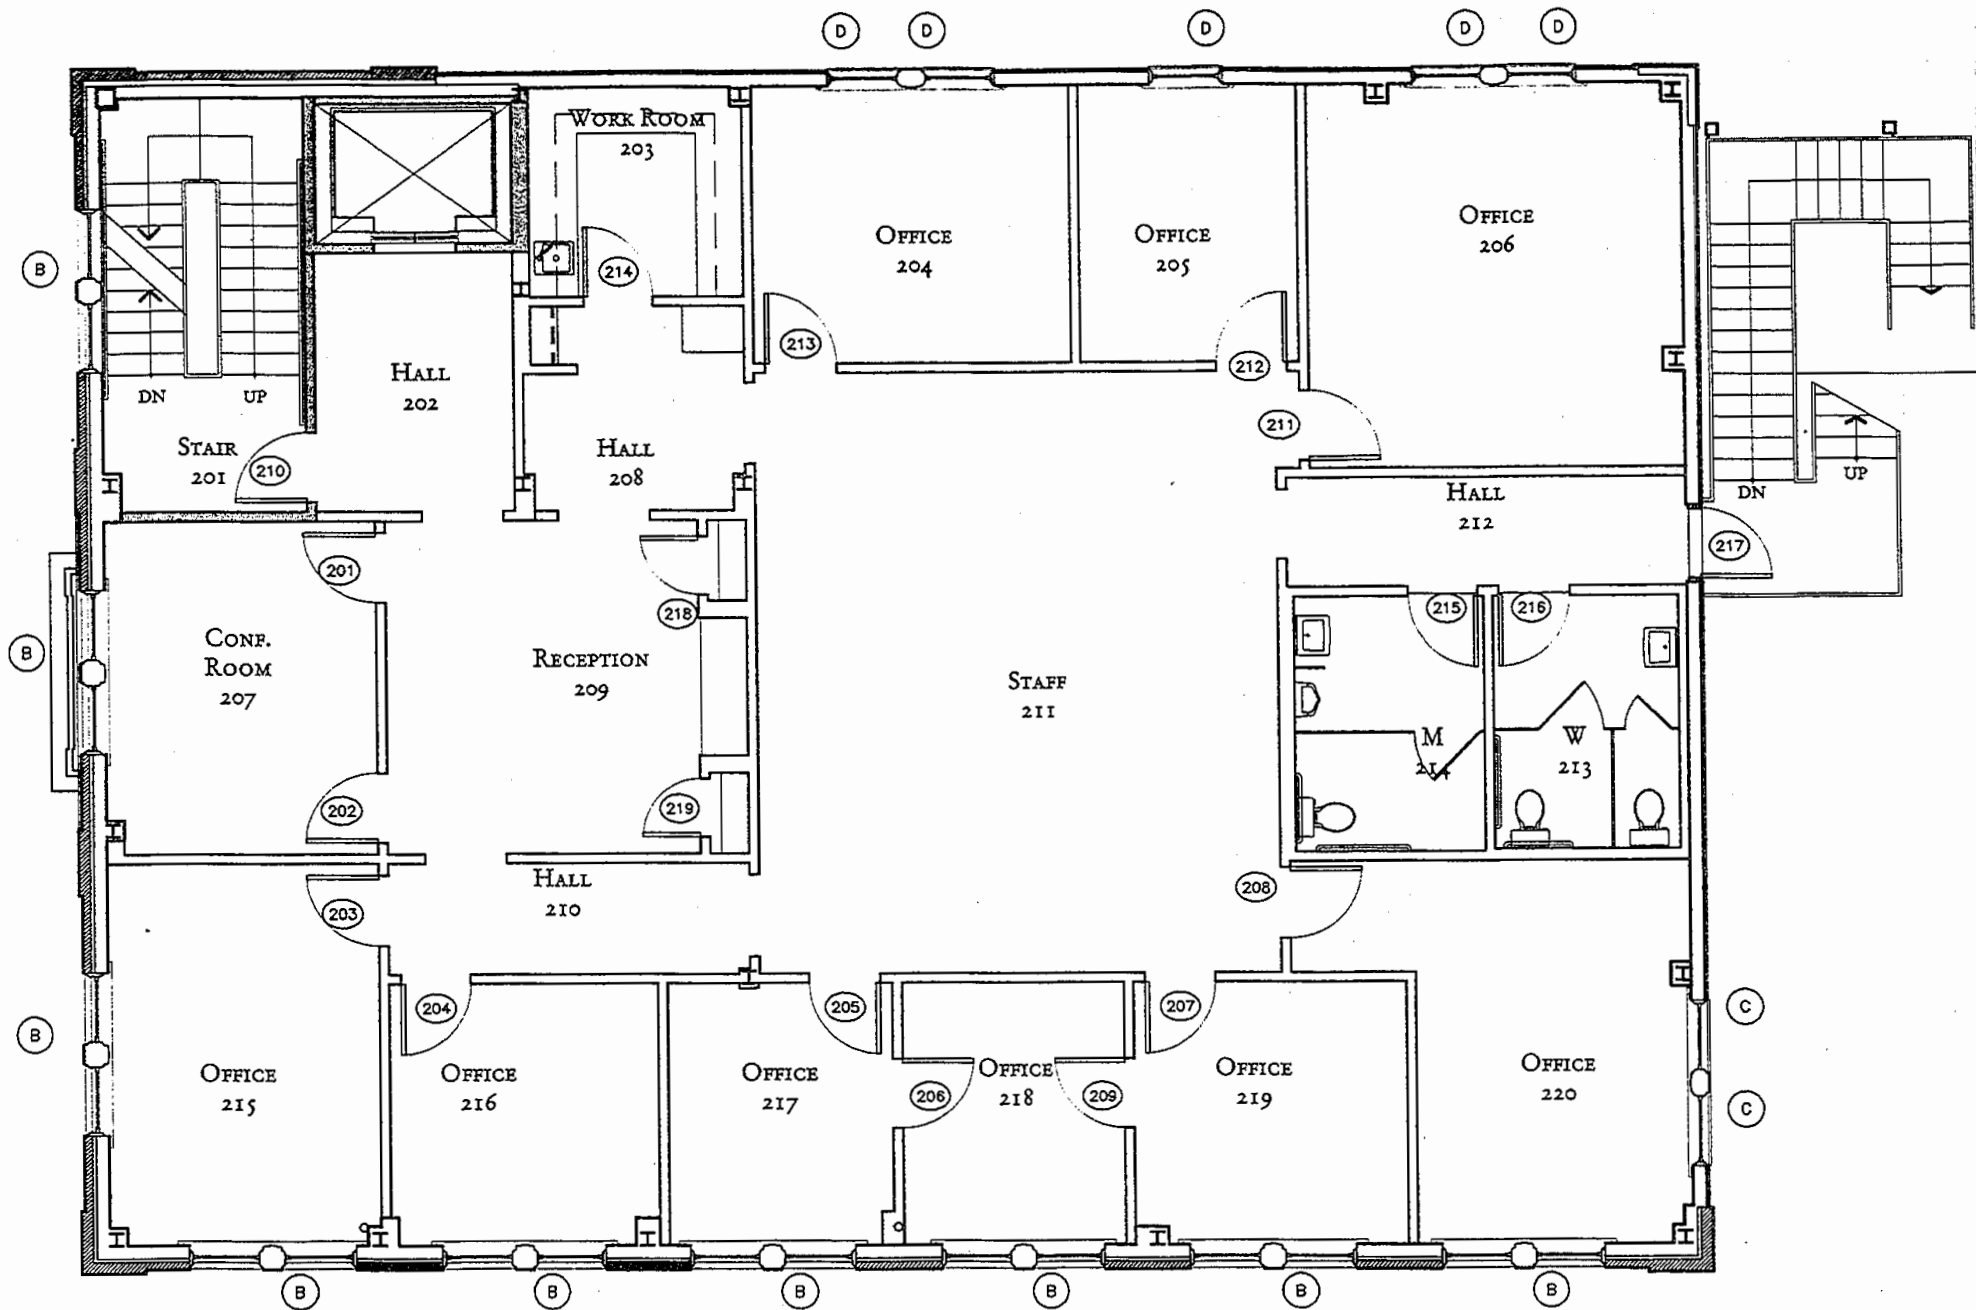 D
D
D
D
D
WORK ROOM
203
OFFICE
204
OFFICE
205
OFFICE
206
B
214
213
212
211
HALL
202
DN
UP
STAIR
201
210
HALL
208
HALL
212
DN
UP
217
201
218
215
216
B
CONF.
ROOM
207
RECEPTION
209
STAFF
211
M
214
W
213
202
219
HALL
210
208
203
B
204
205
207
C
OFFICE
215
OFFICE
216
OFFICE
217
206
OFFICE
218
209
OFFICE
219
OFFICE
220
C
B
B
B
B
B
B